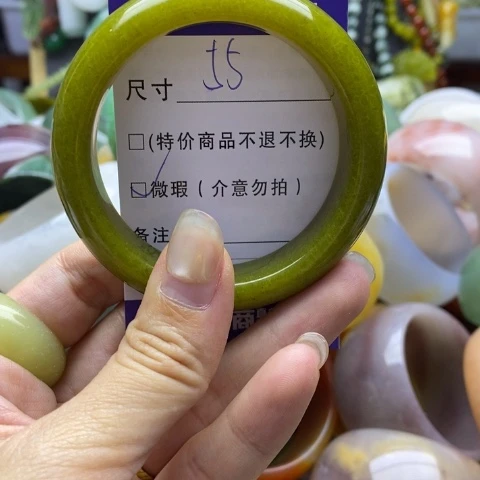 尺寸 55
□(特价商品不退不换)
☑微瑕(介意勿拍)
备注
商